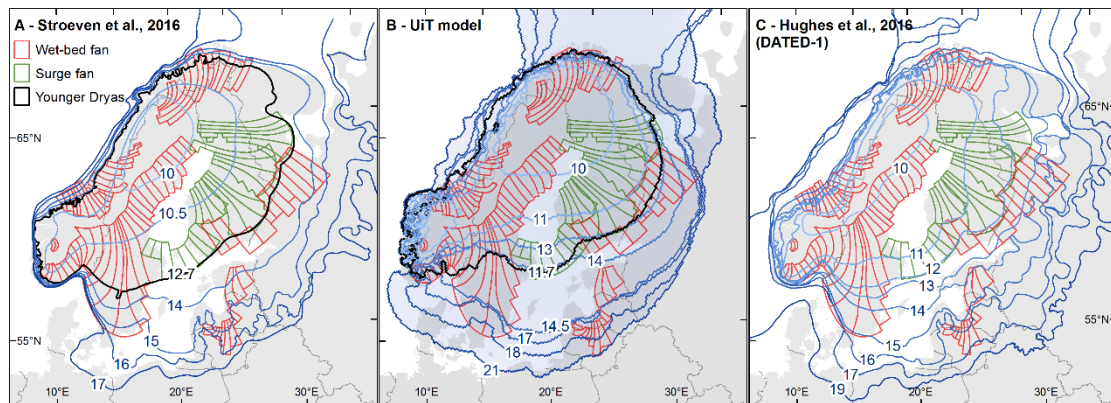 A - Stroeven et al., 2016
Wet-bed fan
Surge fan
Younger Dryas
65°N
55°N
10
10.5
12.7
14
15
16
17
10°E
20°E
30°E
B - UiT model
10
11
13
14
11.7
14.5
17
18
21
10°E
20°E
30°E
C - Hughes et al., 2016
(DATED-1)
65°N
55°N
10
11
12
13
14
15
16
17
19
10°E
20°E
30°E